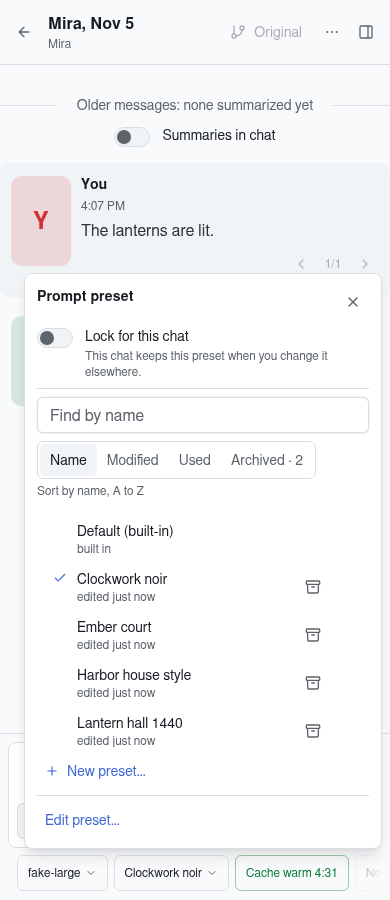 Mira, Nov 5
Mira
Original
Older messages: none summarized yet
Summaries in chat
Y
You
4:07 PM
The lanterns are lit.
1/1
Prompt preset
Lock for this chat
This chat keeps this preset when you change it
elsewhere.
Find by name
Name Modified Used Archived · 2
Sort by name, A to Z
Default (built-in)
built in
Clockwork noir
edited just now
Ember court
edited just now
Harbor house style
edited just now
Lantern hall 1440
edited just now
New preset...
Edit preset...
fake-large Clockwork noir Cache warm 4:31